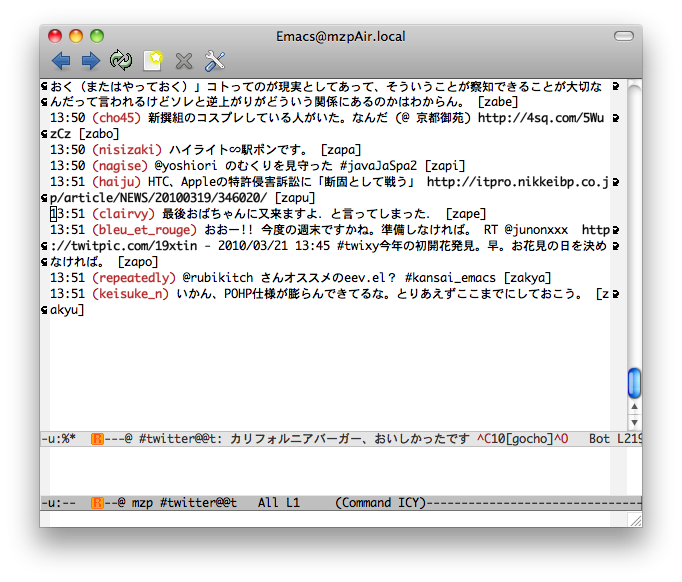 Emacs@mzpAir.local
おく（またはやっておく）」コトってのが現実としてあって、そういうことが察知できることが大切な
んだって言われるけどソレと逆上がりがどういう関係にあるのかはわからん。 [zabe]
13:50 (cho45) 新撰組のコスプレしている人がいた。なんだ (@ 京都御苑) http://4sq.com/5Wu
zCz [zabo]
13:50 (nisizaki) ハイライト∞駅ポンです。 [zapa]
13:50 (nagise) @yoshiori のむくりを見守った #javaJaSpa2 [zapi]
13:51 (haiju) HTC、Appleの特許侵害訴訟に「断固として戦う」 http://itpro.nikkeibp.co.j
p/article/NEWS/20100319/346020/ [zapu]
13:51 (clairvy) 最後おばちゃんに又来ますよ．と言ってしまった． [zape]
13:51 (bleu_et_rouge) おおー!! 今度の週末ですかね。準備しなければ。 RT @junonxxx  http
://twitpic.com/19xtin - 2010/03/21 13:45 #twixy今年の初開花発見。早。お花見の日を決め
なければ。 [zapo]
13:51 (repeatedly) @rubikitch さんオススメのeev.el？ #kansai_emacs [zakya]
13:51 (keisuke_n) いかん、POHP仕様が膨らんできてるな。とりあえずここまでにしておこう。 [z
akyu]
-u:%*  R---@ #twitter@@t: カリフォルニアバーガー、おいしかったです ^C10[gocho]^O   Bot L219
-u:--  R--@ mzp #twitter@@t   All L1     (Command ICY)-------------------------------